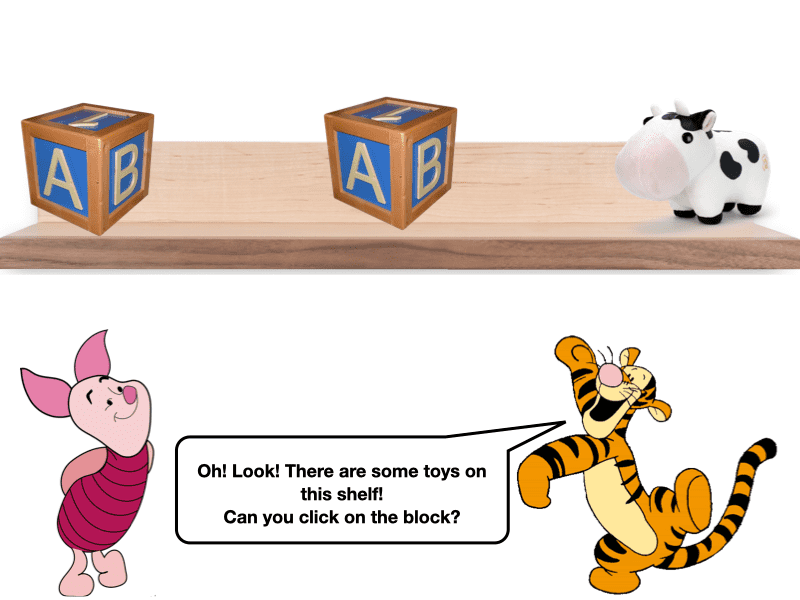 A B
A B
Oh! Look! There are some toys on
this shelf!
Can you click on the block?